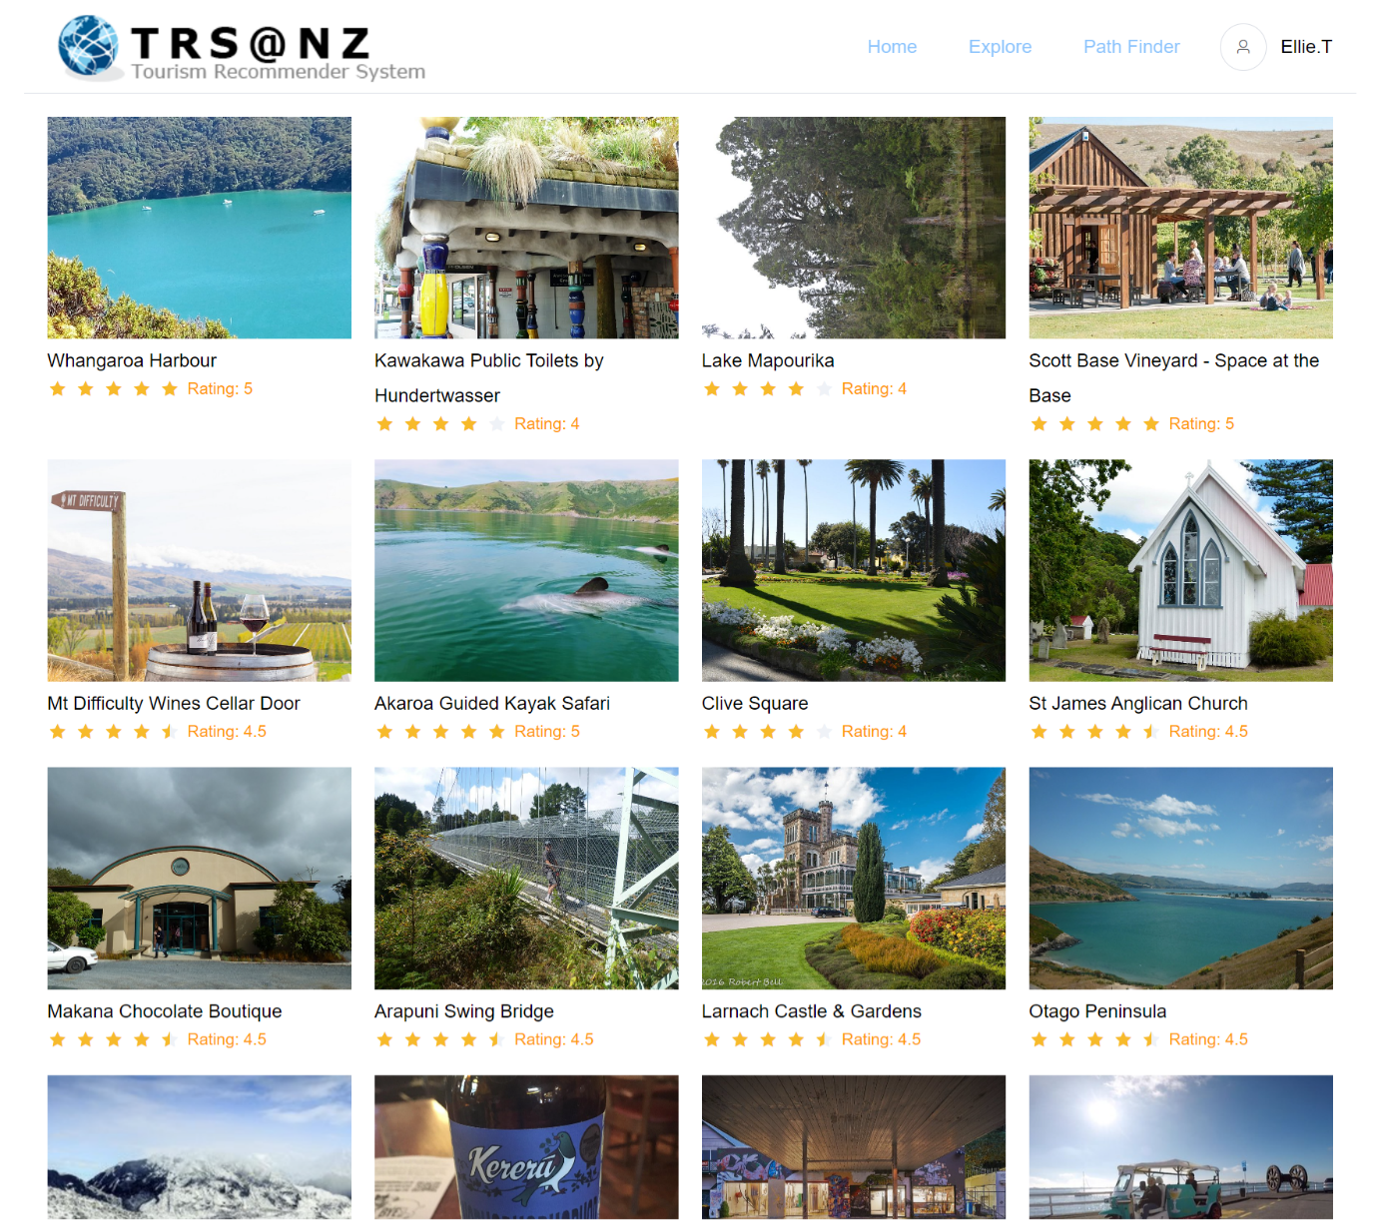 TRS@NZ
Tourism Recommender System
Home
Explore
Path Finder
Ellie.T
Whangaroa Harbour
Rating: 5
Kawakawa Public Toilets by
Hundertwasser
Rating: 4
Lake Mapourika
Rating: 4
Scott Base Vineyard - Space at the
Base
Rating: 5
MT DIFFICULTY
Mt Difficulty Wines Cellar Door
Rating: 4.5
Akaroa Guided Kayak Safari
Rating: 5
Clive Square
Rating: 4
St James Anglican Church
Rating: 4.5
Makana Chocolate Boutique
Rating: 4.5
Arapuni Swing Bridge
Rating: 4.5
2016 Robert Bell
Larnach Castle & Gardens
Rating: 4.5
Otago Peninsula
Rating: 4.5
Kererū